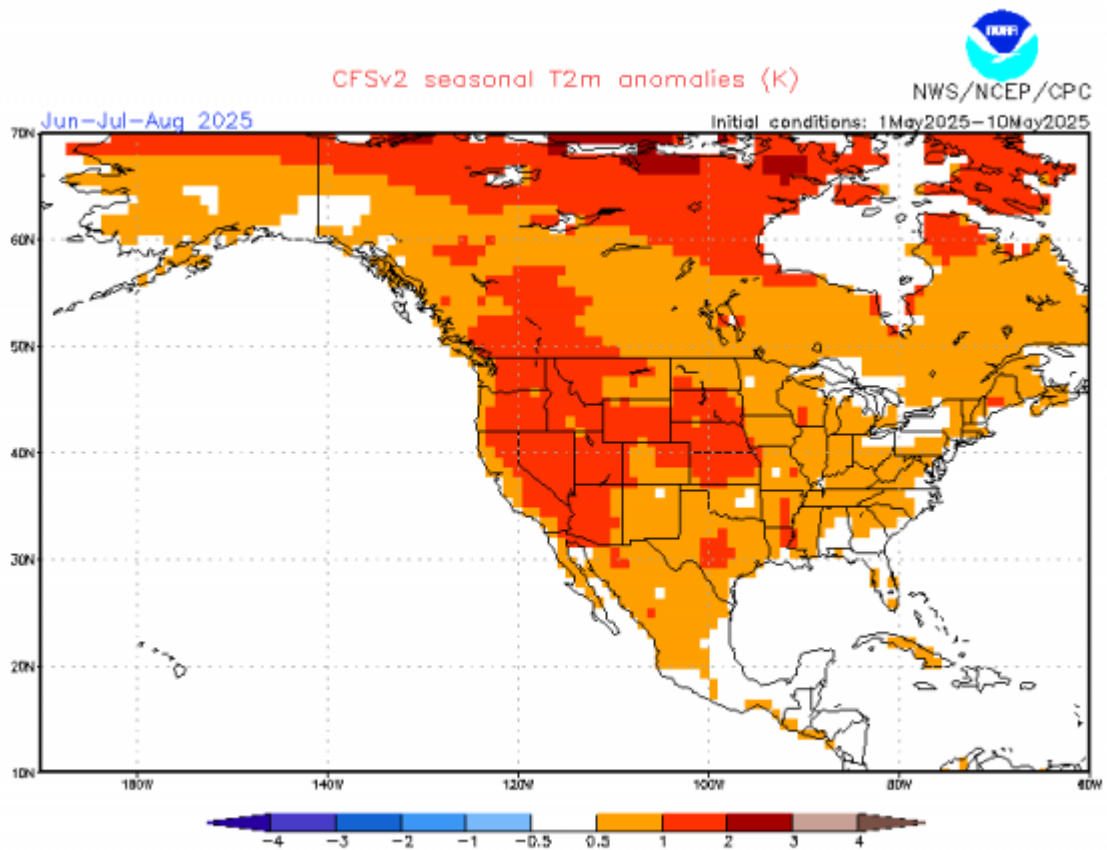 NOAA
CFSv2 seasonal T2m anomalies (K)
NWS/NCEP/CPC
Jun-Jul-Aug 2025
Initial conditions: 1May2025-10May2025
70N
60N
50N
40N
30N
20N
10N
160W 140W 120W 100W 80W 60W
-4 -3 -2 -1 -0.5 0.5 1 2 3 4